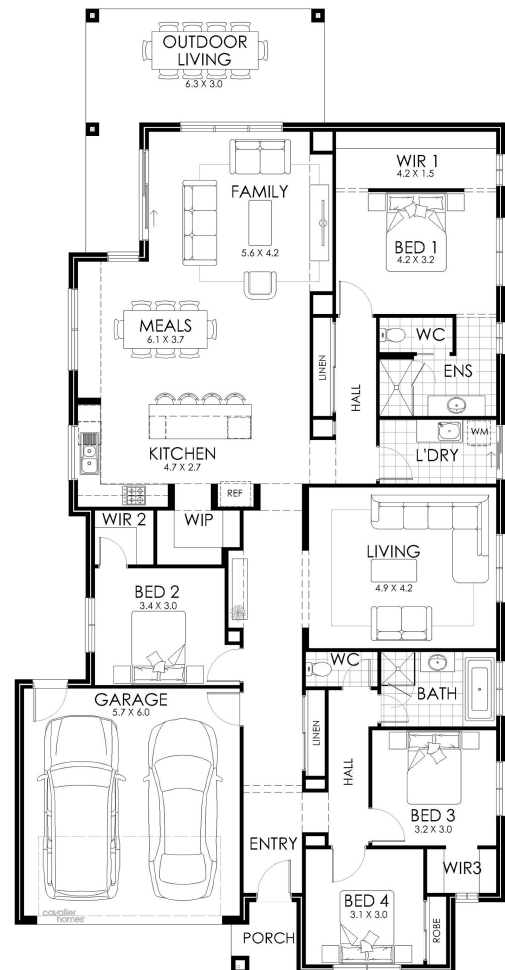 OUTDOOR
LIVING
6.3 X 3.0
WIR 1
4.2 X 1.5
FAMILY
5.6 X 4.2
BED 1
4.2 X 3.2
MEALS
6.1 X 3.7
WC
ENS
LINEN
HALL
KITCHEN
4.7 X 2.7
L'DRY
WM
REF
WIR 2
WIP
LIVING
4.9 X 4.2
BED 2
3.4 X 3.0
WC
BATH
GARAGE
5.7 X 6.0
LINEN
HALL
BED 3
3.2 X 3.0
ENTRY
WIR3
BED 4
3.1 X 3.0
ROBE
cavalier
homes
PORCH